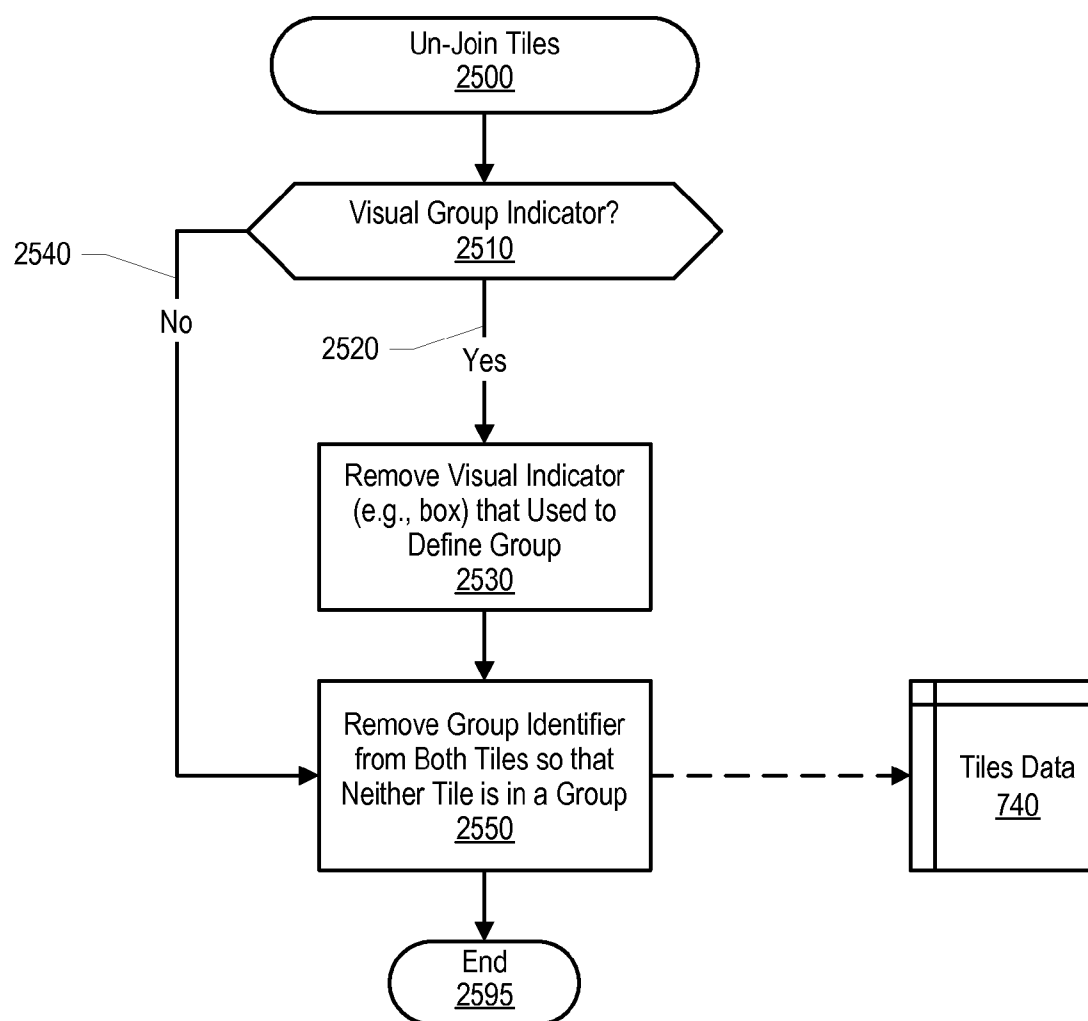 Un-Join Tiles
2500
Visual Group Indicator?
2510
2540
No
2520
Yes
Remove Visual Indicator
(e.g., box) that Used to
Define Group
2530
Remove Group Identifier
from Both Tiles so that
Neither Tile is in a Group
2550
Tiles Data
740
End
2595